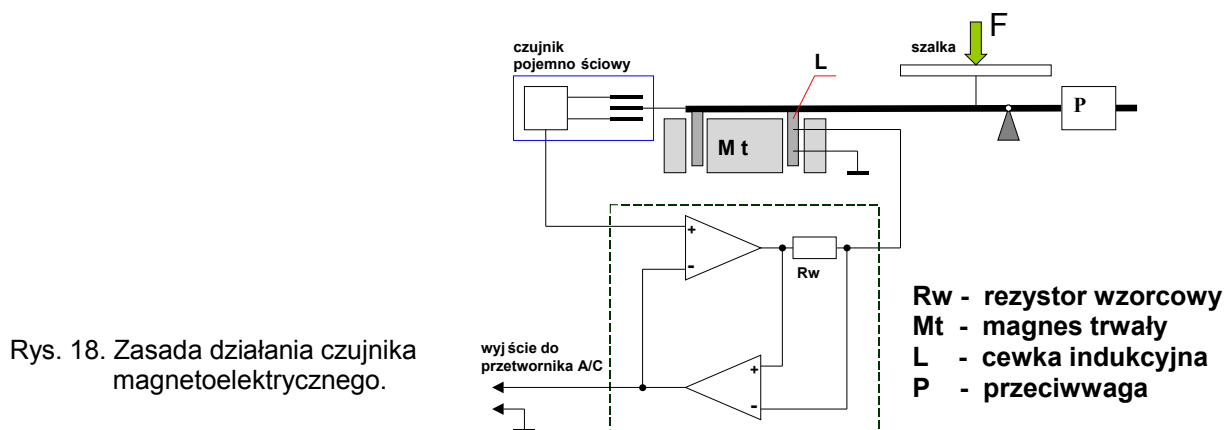 F
szalka
czujnik
pojemno ściowy
L
P
M t
+
-
Rw
Rw - rezystor wzorcowy
Mt - magnes trwały
L - cewka indukcyjna
P - przeciwwaga
Rys. 18. Zasada działania czujnika
magnetoelektrycznego.
wyj ście do
przetwornika A/C
+
-